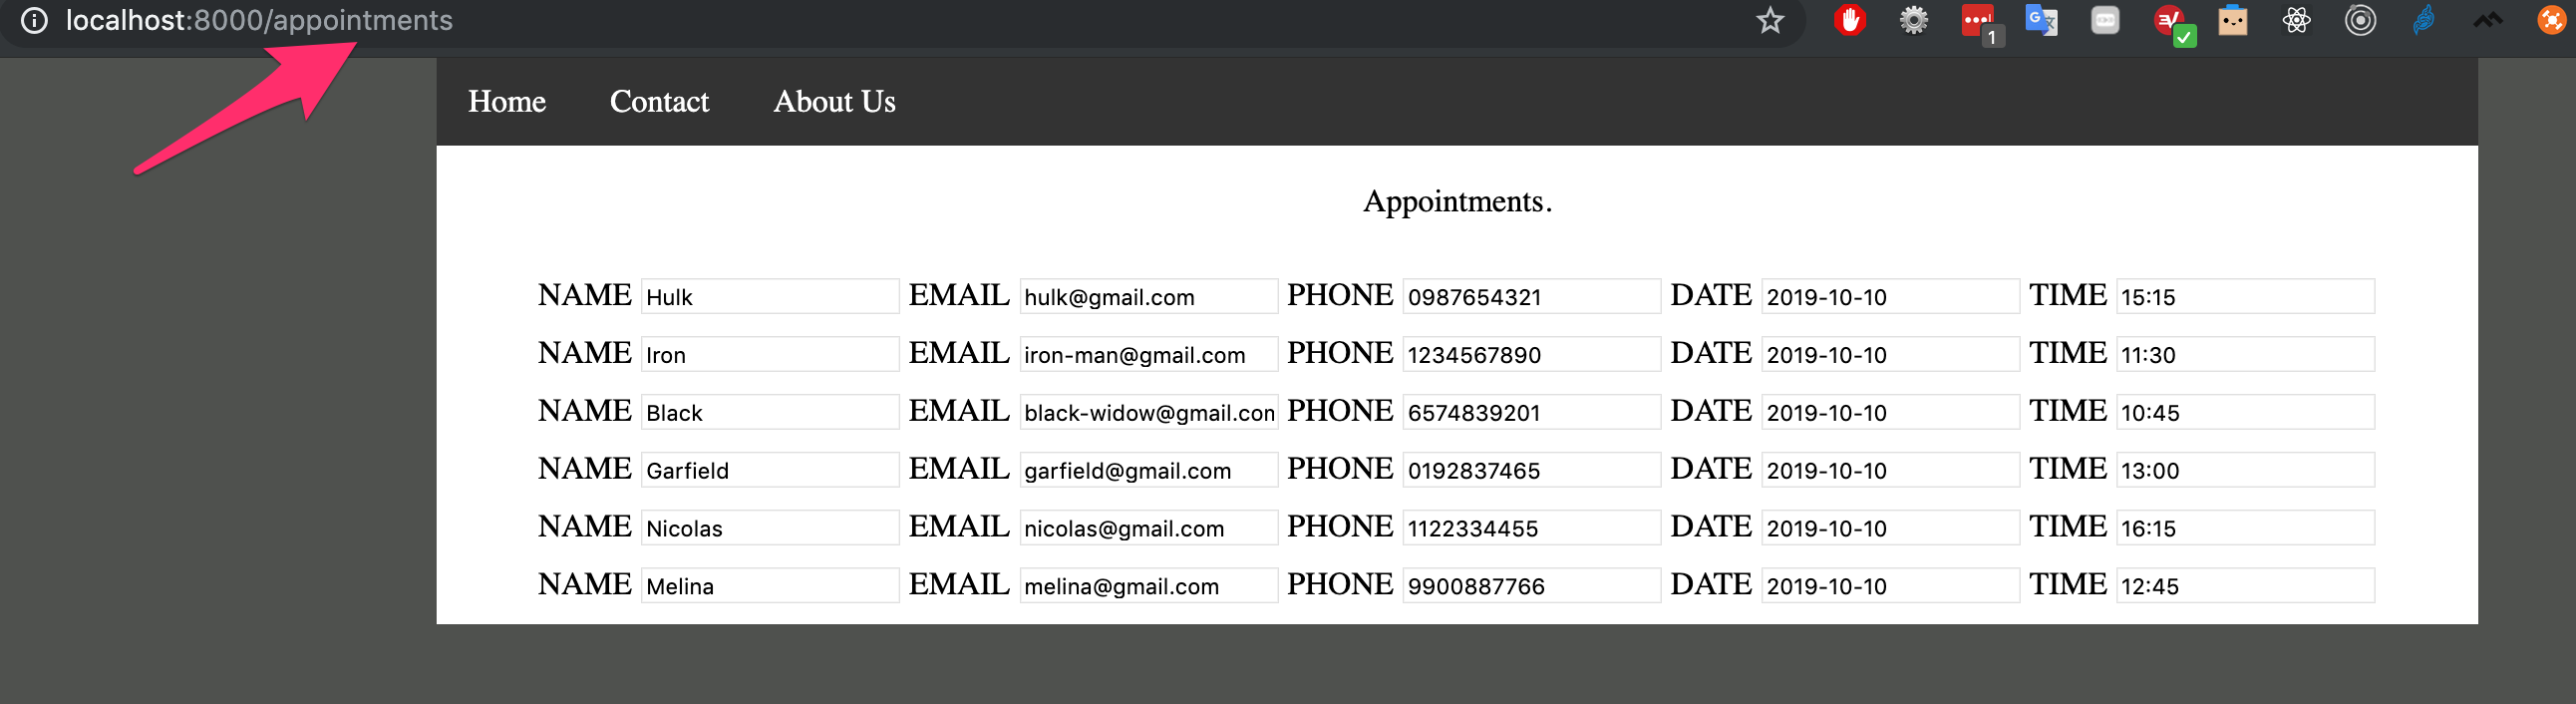 localhost:8000/appointments
1
Home Contact About Us
Appointments.
NAME Hulk EMAIL hulk@gmail.com PHONE 0987654321 DATE 2019-10-10 TIME 15:15
NAME Iron EMAIL iron-man@gmail.com PHONE 1234567890 DATE 2019-10-10 TIME 11:30
NAME Black EMAIL black-widow@gmail.con PHONE 6574839201 DATE 2019-10-10 TIME 10:45
NAME Garfield EMAIL garfield@gmail.com PHONE 0192837465 DATE 2019-10-10 TIME 13:00
NAME Nicolas EMAIL nicolas@gmail.com PHONE 1122334455 DATE 2019-10-10 TIME 16:15
NAME Melina EMAIL melina@gmail.com PHONE 9900887766 DATE 2019-10-10 TIME 12:45